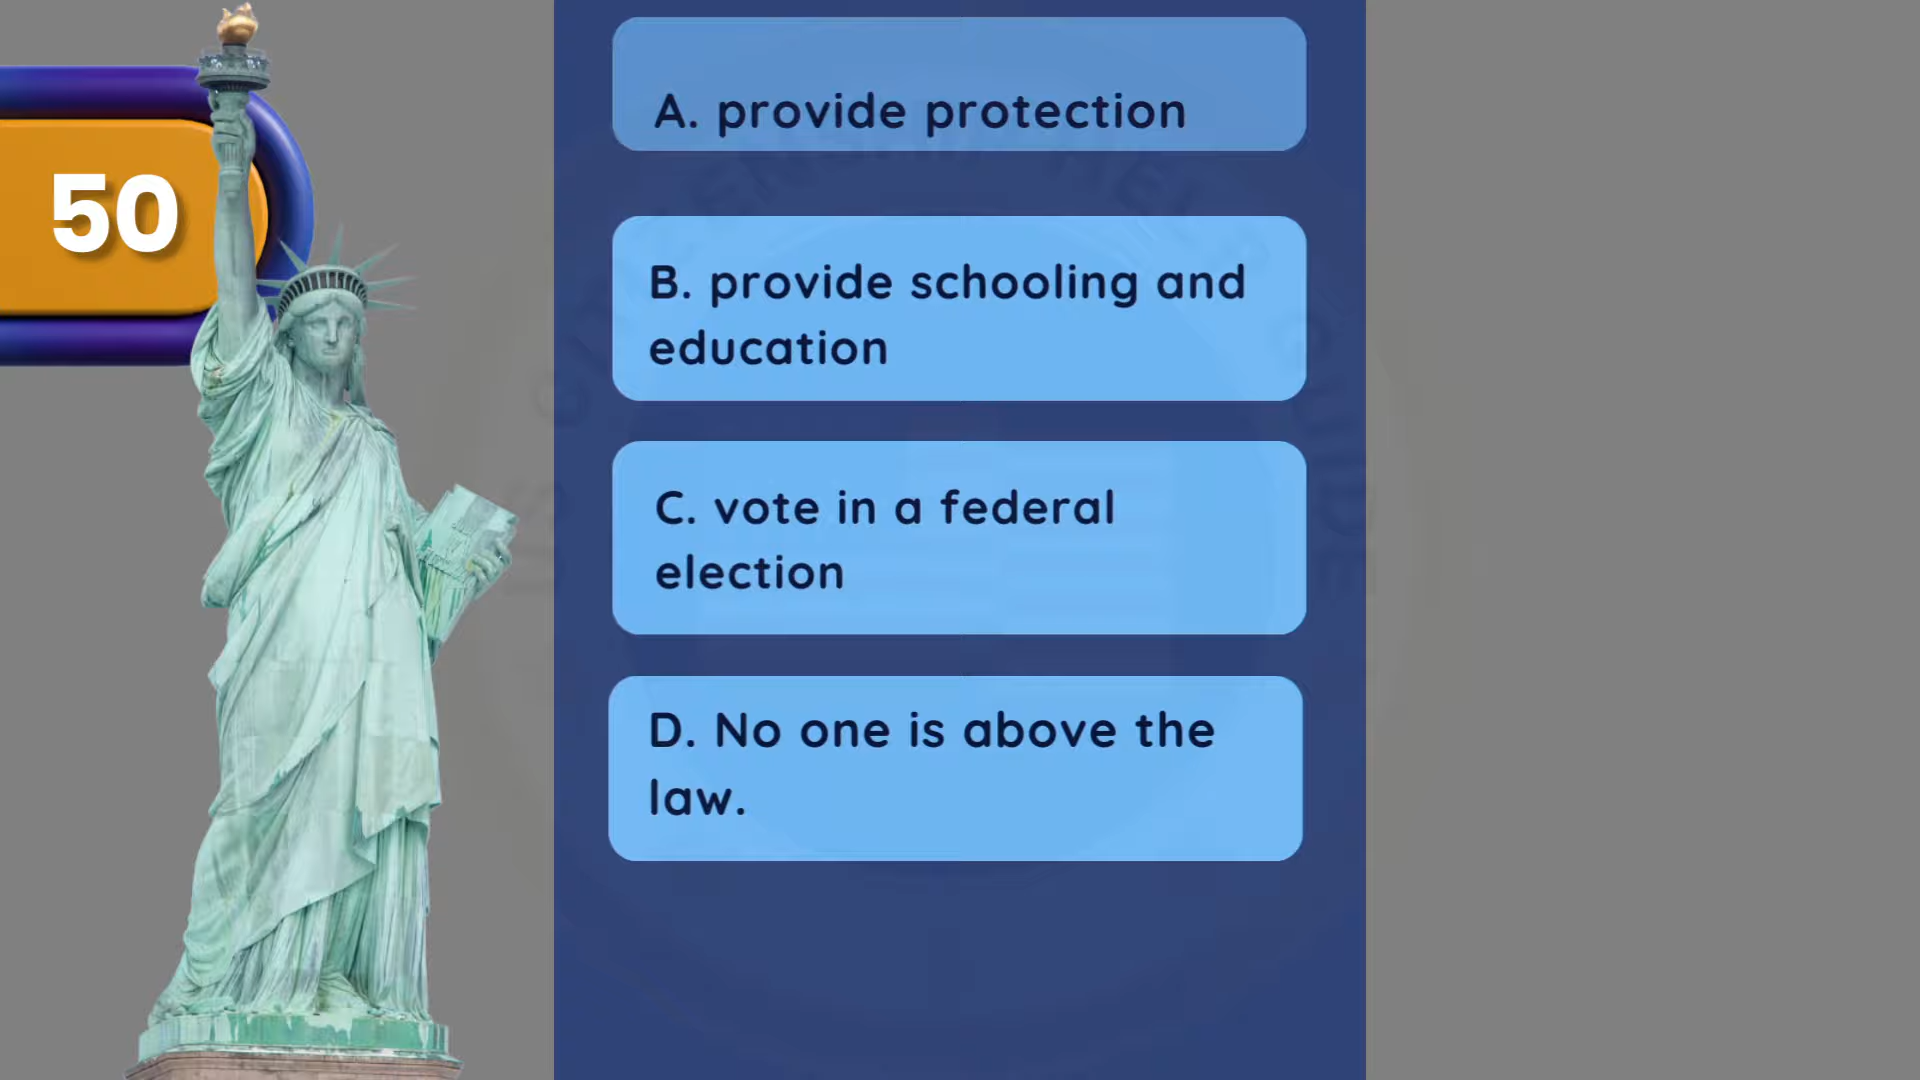 50
A. provide protection
B. provide schooling and
education
C. vote in a federal
election
D. No one is above the
law.